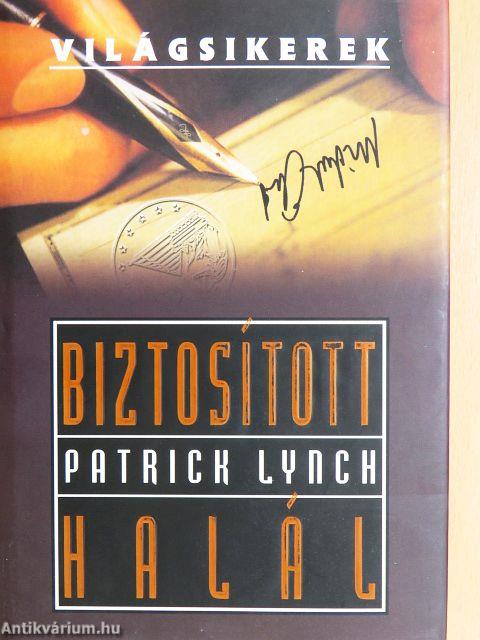 VILÁGSIKEREK
BIZTOSÍTOTT
PATRICK LYNCH
HALÁL
Antikvárium.hu